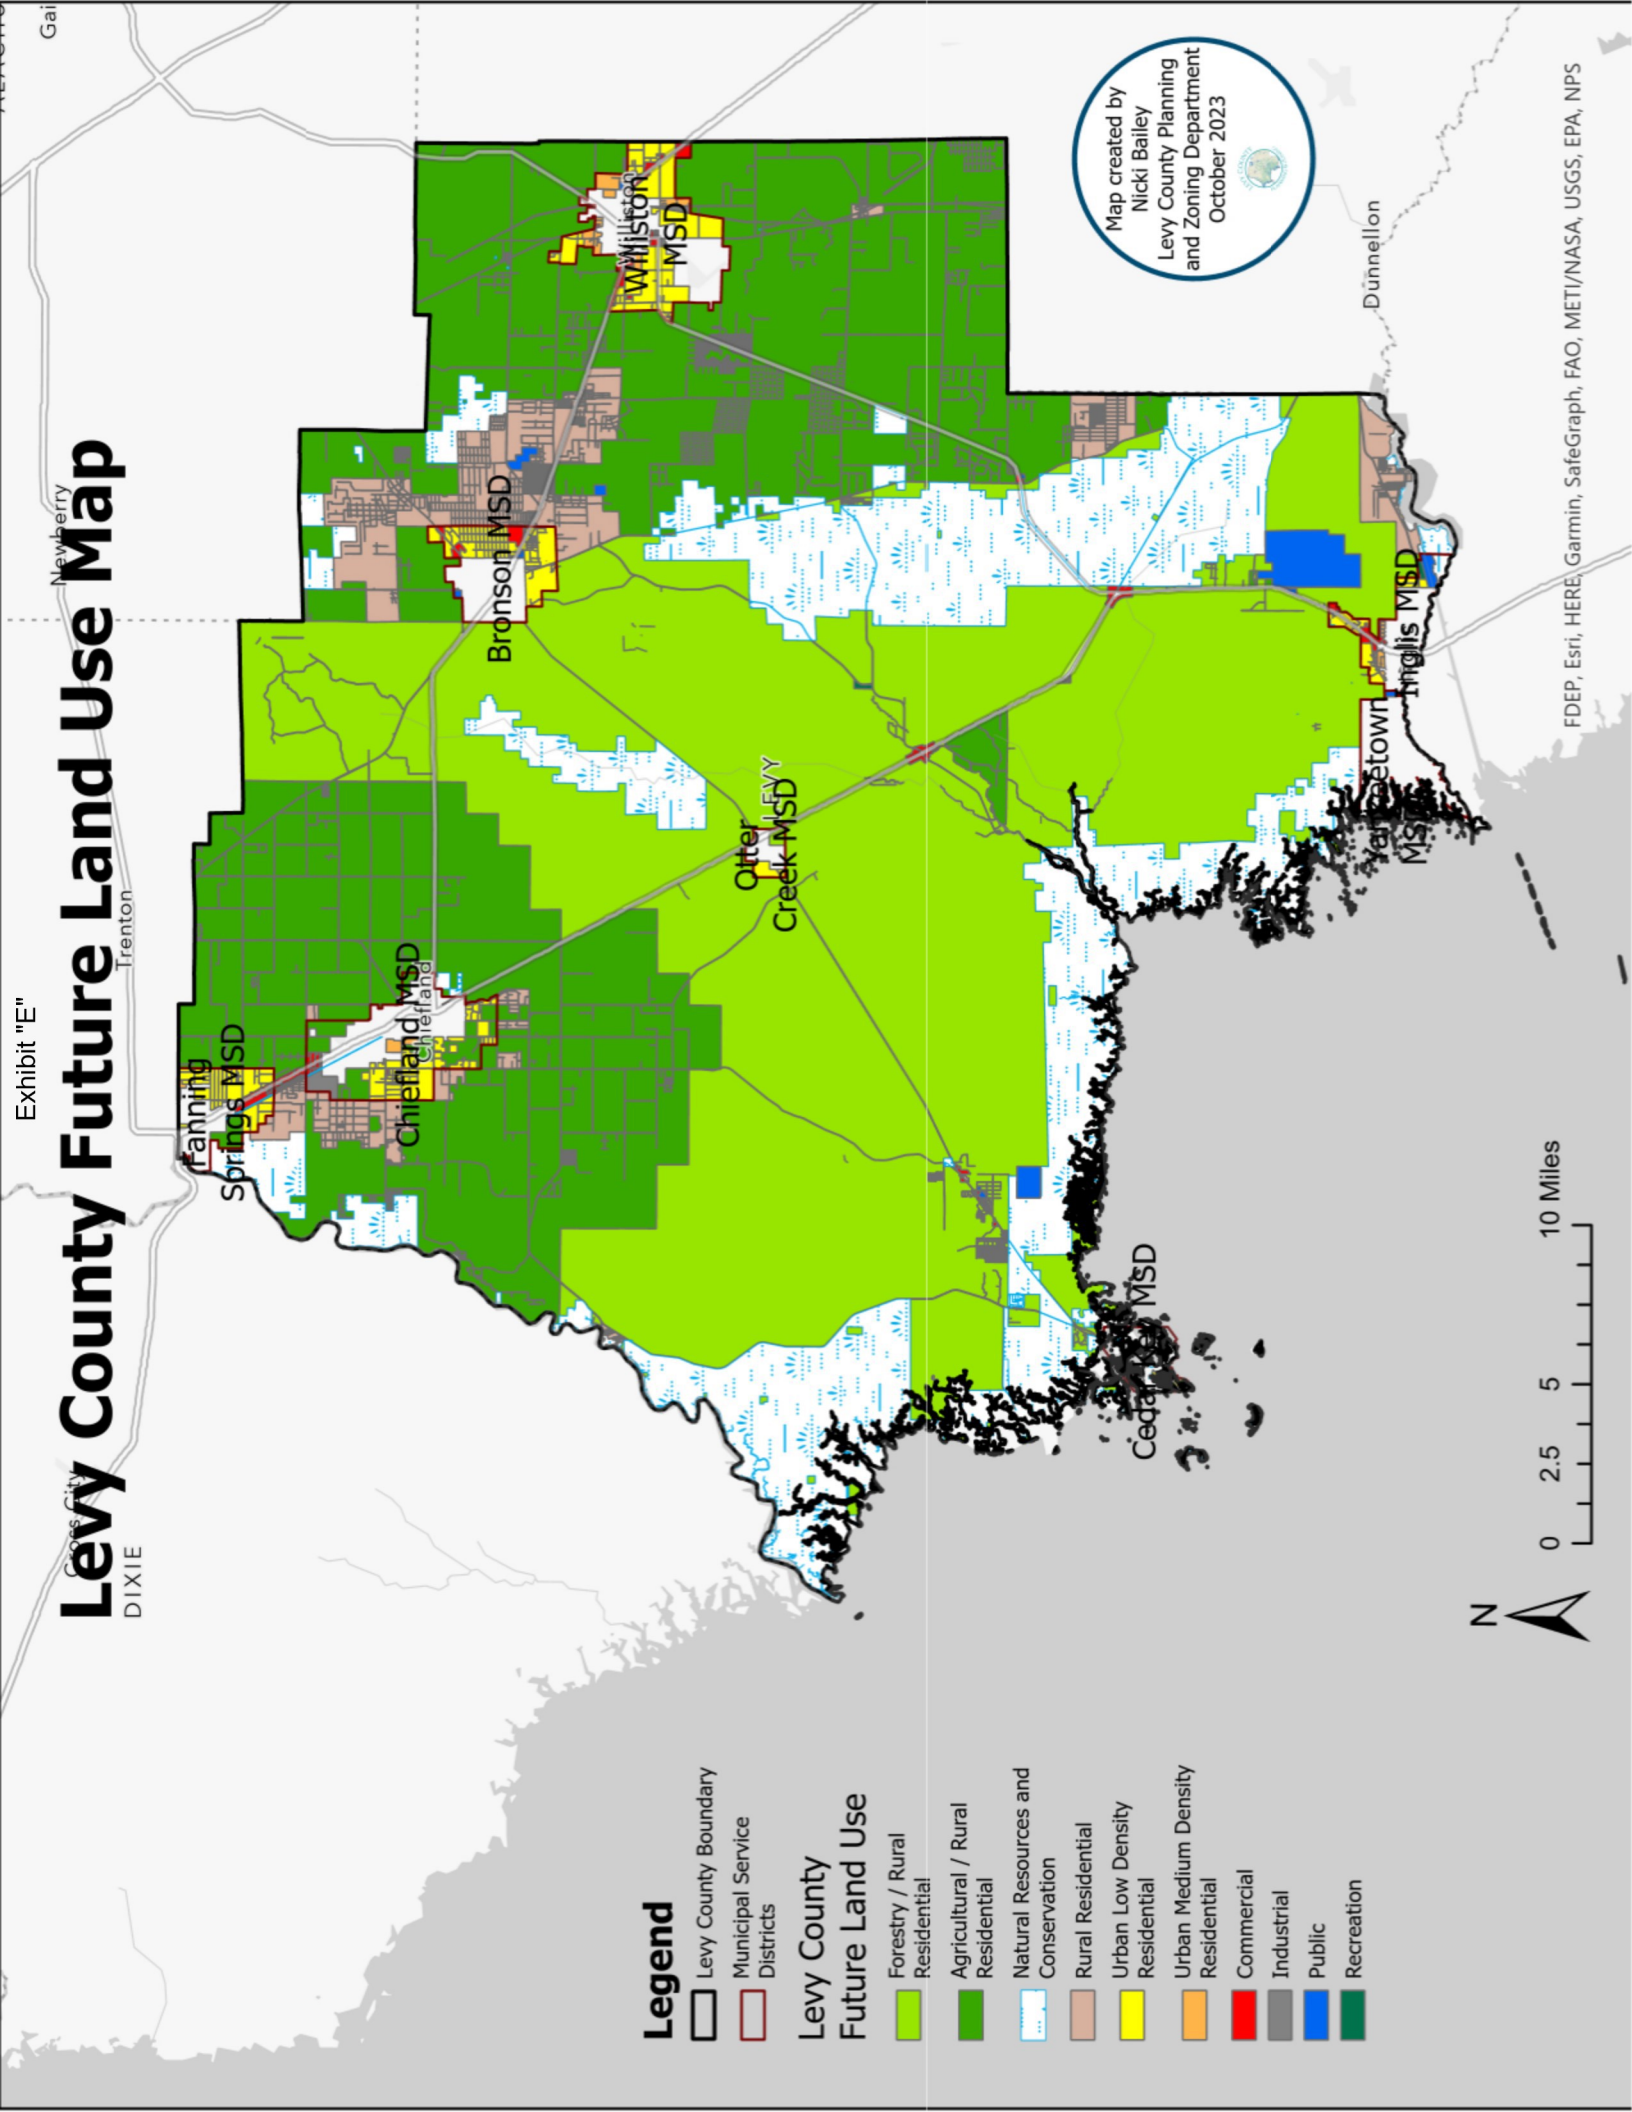 Exhibit "E"
Levy County Future Land Use Map
Cross City
DIXIE
Trenton
Newberry
Gai
Fanning
Springs MSD
Chiefland MSD
Chiefland
Bronson MSD
Williston
Williston
MSD
Otter
Creek MSD
LEVY
Cedar Key MSD
Yankeetown
MSD
Inglis MSD
Dunnellon
Map created by
Nicki Bailey
Levy County Planning
and Zoning Department
October 2023
Legend
Levy County Boundary
Municipal Service
Districts
Levy County
Future Land Use
Forestry / Rural
Residential
Agricultural / Rural
Residential
Natural Resources and
Conservation
Rural Residential
Urban Low Density
Residential
Urban Medium Density
Residential
Commercial
Industrial
Public
Recreation
N
0 2.5 5 10 Miles
FDEP, Esri, HERE, Garmin, SafeGraph, FAO, METI/NASA, USGS, EPA, NPS